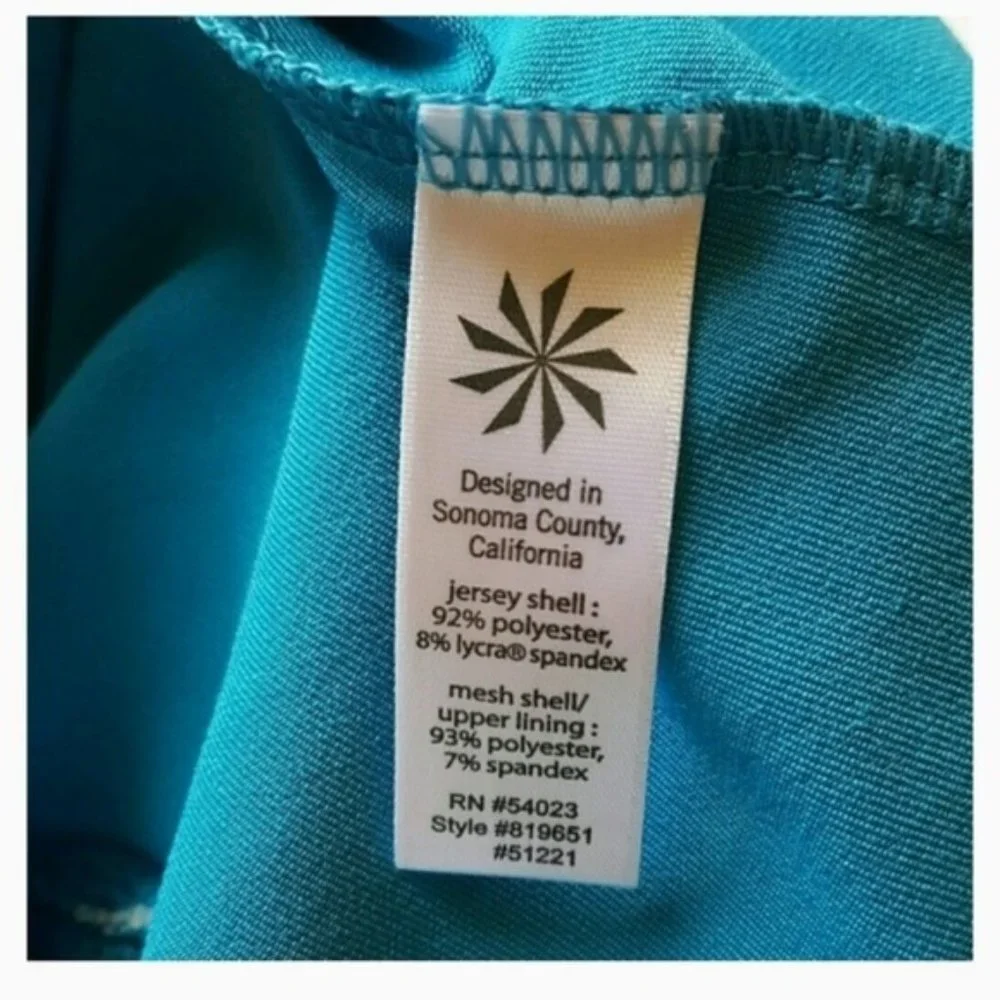 Designed in
Sonoma County,
California
jersey shell :
92% polyester,
8% lycra® spandex
mesh shell/
upper lining :
93% polyester,
7% spandex
RN #54023
Style #819651
#51221